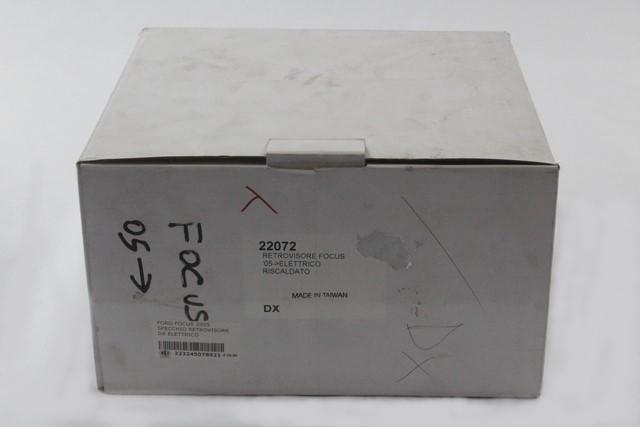 FOCUS
05->
22072
RETROVISORE FOCUS
'05->ELETTRICO
RISCALDATO
MADE IN TAIWAN
DX
FORD FOCUS 2005
SPECCHIO RETROVISORE
DX ELETTRICO
DX